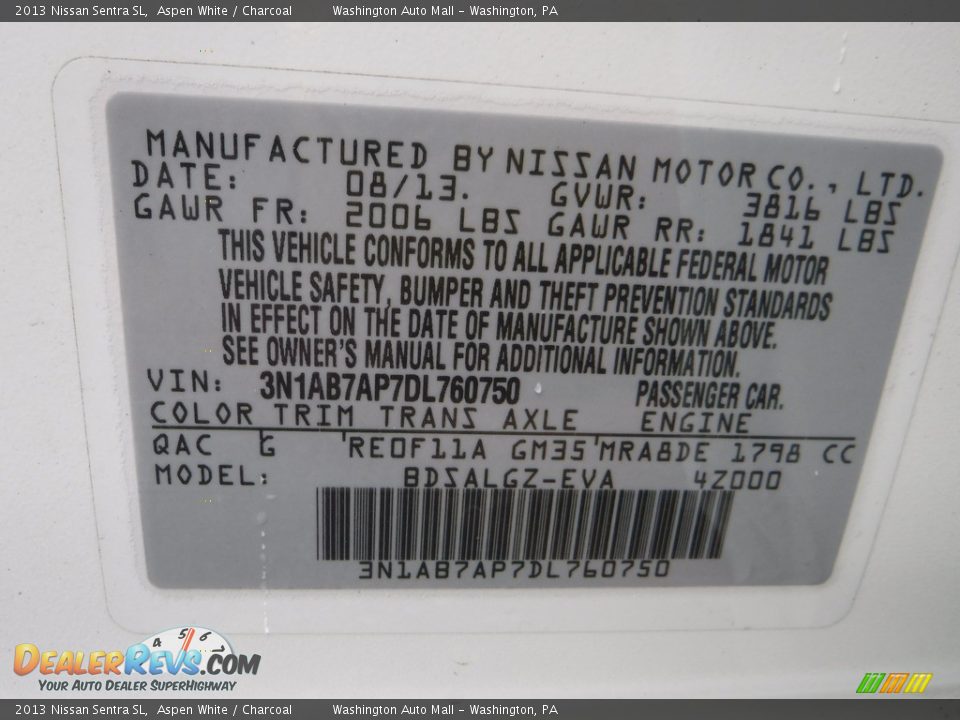 2013 Nissan Sentra SL, Aspen White / Charcoal Washington Auto Mall - Washington, PA
MANUFACTURED BY NISSAN MOTOR CO., LTD.
DATE: 08/13. GVWR: 3816 LBS
GAWR FR: 2006 LBS GAWR RR: 1841 LBS
THIS VEHICLE CONFORMS TO ALL APPLICABLE FEDERAL MOTOR
VEHICLE SAFETY, BUMPER AND THEFT PREVENTION STANDARDS
IN EFFECT ON THE DATE OF MANUFACTURE SHOWN ABOVE.
SEE OWNER'S MANUAL FOR ADDITIONAL INFORMATION.
VIN: 3N1AB7AP7DL760750 PASSENGER CAR.
COLOR TRIM TRANS AXLE ENGINE
QAC G RE0F11A GM35 MRA8DE 1798 CC
MODEL: BDSALGZ-EVA 4Z000
3N1AB7AP7DL760750
4 5 6
DEALERREVS.COM
YOUR AUTO DEALER SUPERHIGHWAY
2013 Nissan Sentra SL, Aspen White / Charcoal Washington Auto Mall - Washington, PA